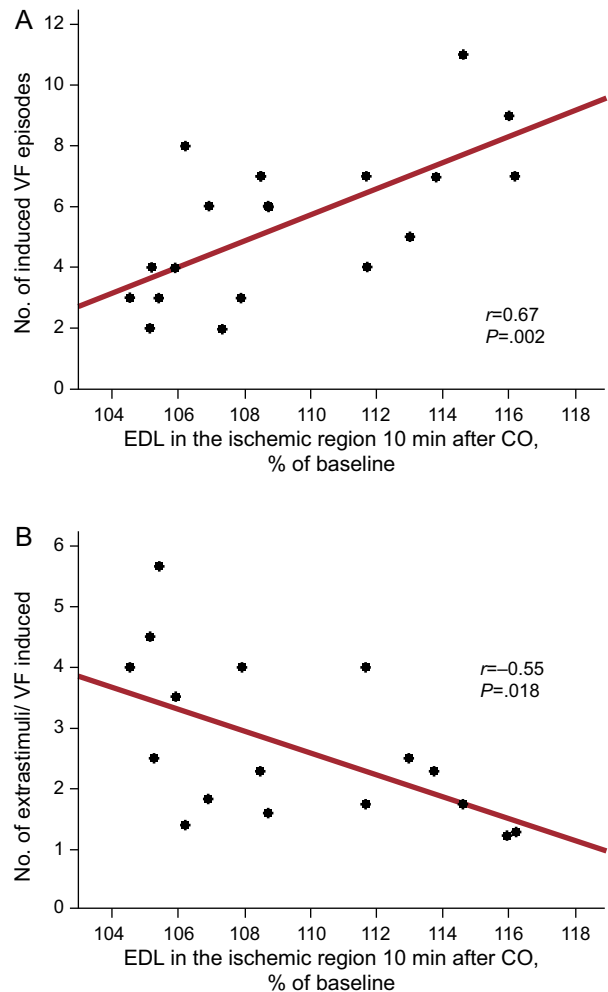 A
12
10
8
6
4
2
0
No. of induced VF episodes
r=0.67
P=.002
104 106 108 110 112 114 116 118
EDL in the ischemic region 10 min after CO,
% of baseline
B
6
5
4
3
2
1
0
No. of extrastimuli/ VF induced
r=–0.55
P=.018
104 106 108 110 112 114 116 118
EDL in the ischemic region 10 min after CO,
% of baseline